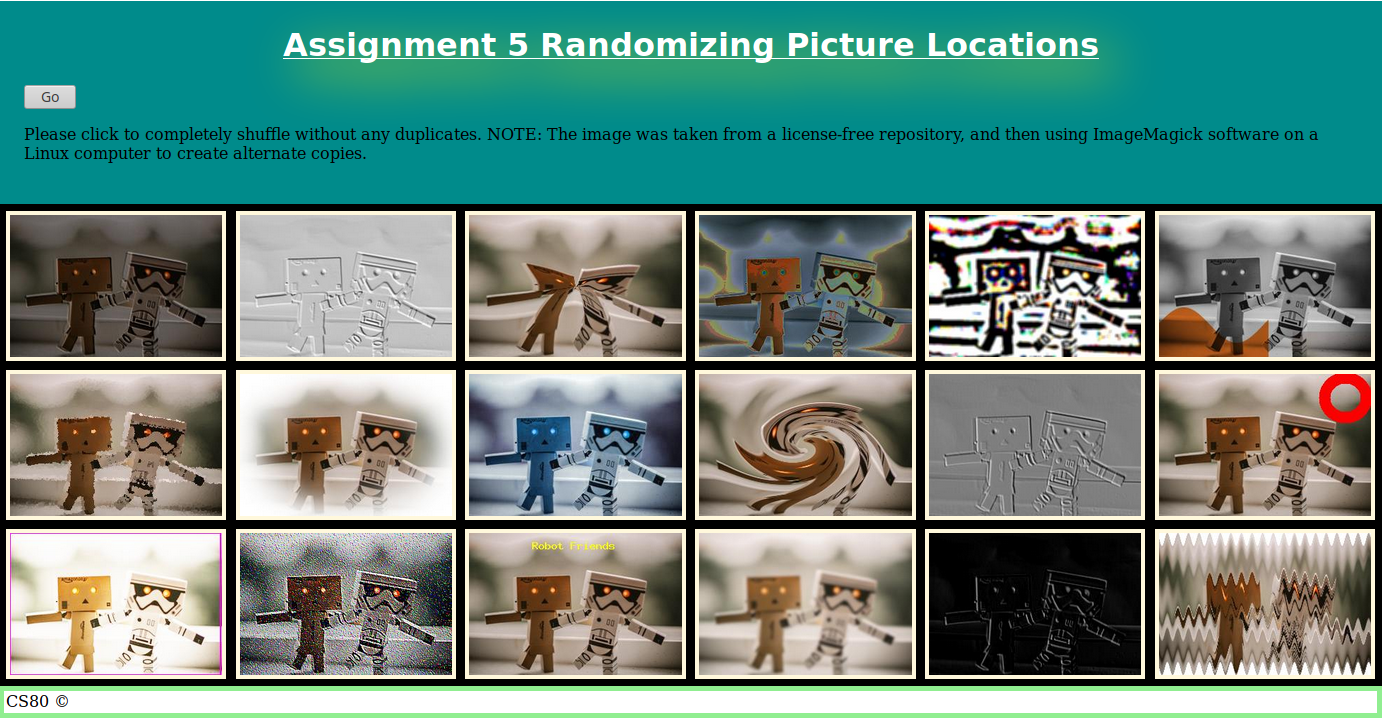 Assignment 5 Randomizing Picture Locations
Go
Please click to completely shuffle without any duplicates. NOTE: The image was taken from a license-free repository, and then using ImageMagick software on a
Linux computer to create alternate copies.
Robot Friends
CS80 ©